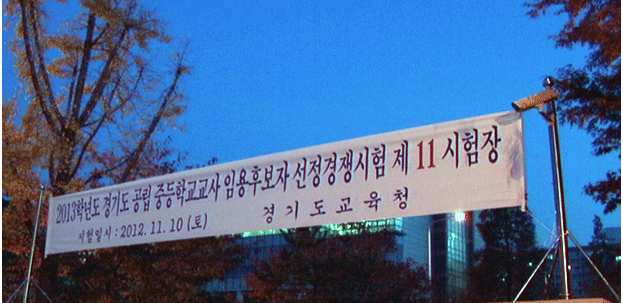 2013학년도 경기도 공립 중등학교교사 임용후보자 선정경쟁시험 제 11 시험장
시험일시 : 2012. 11. 10 (토) 경기도교육청